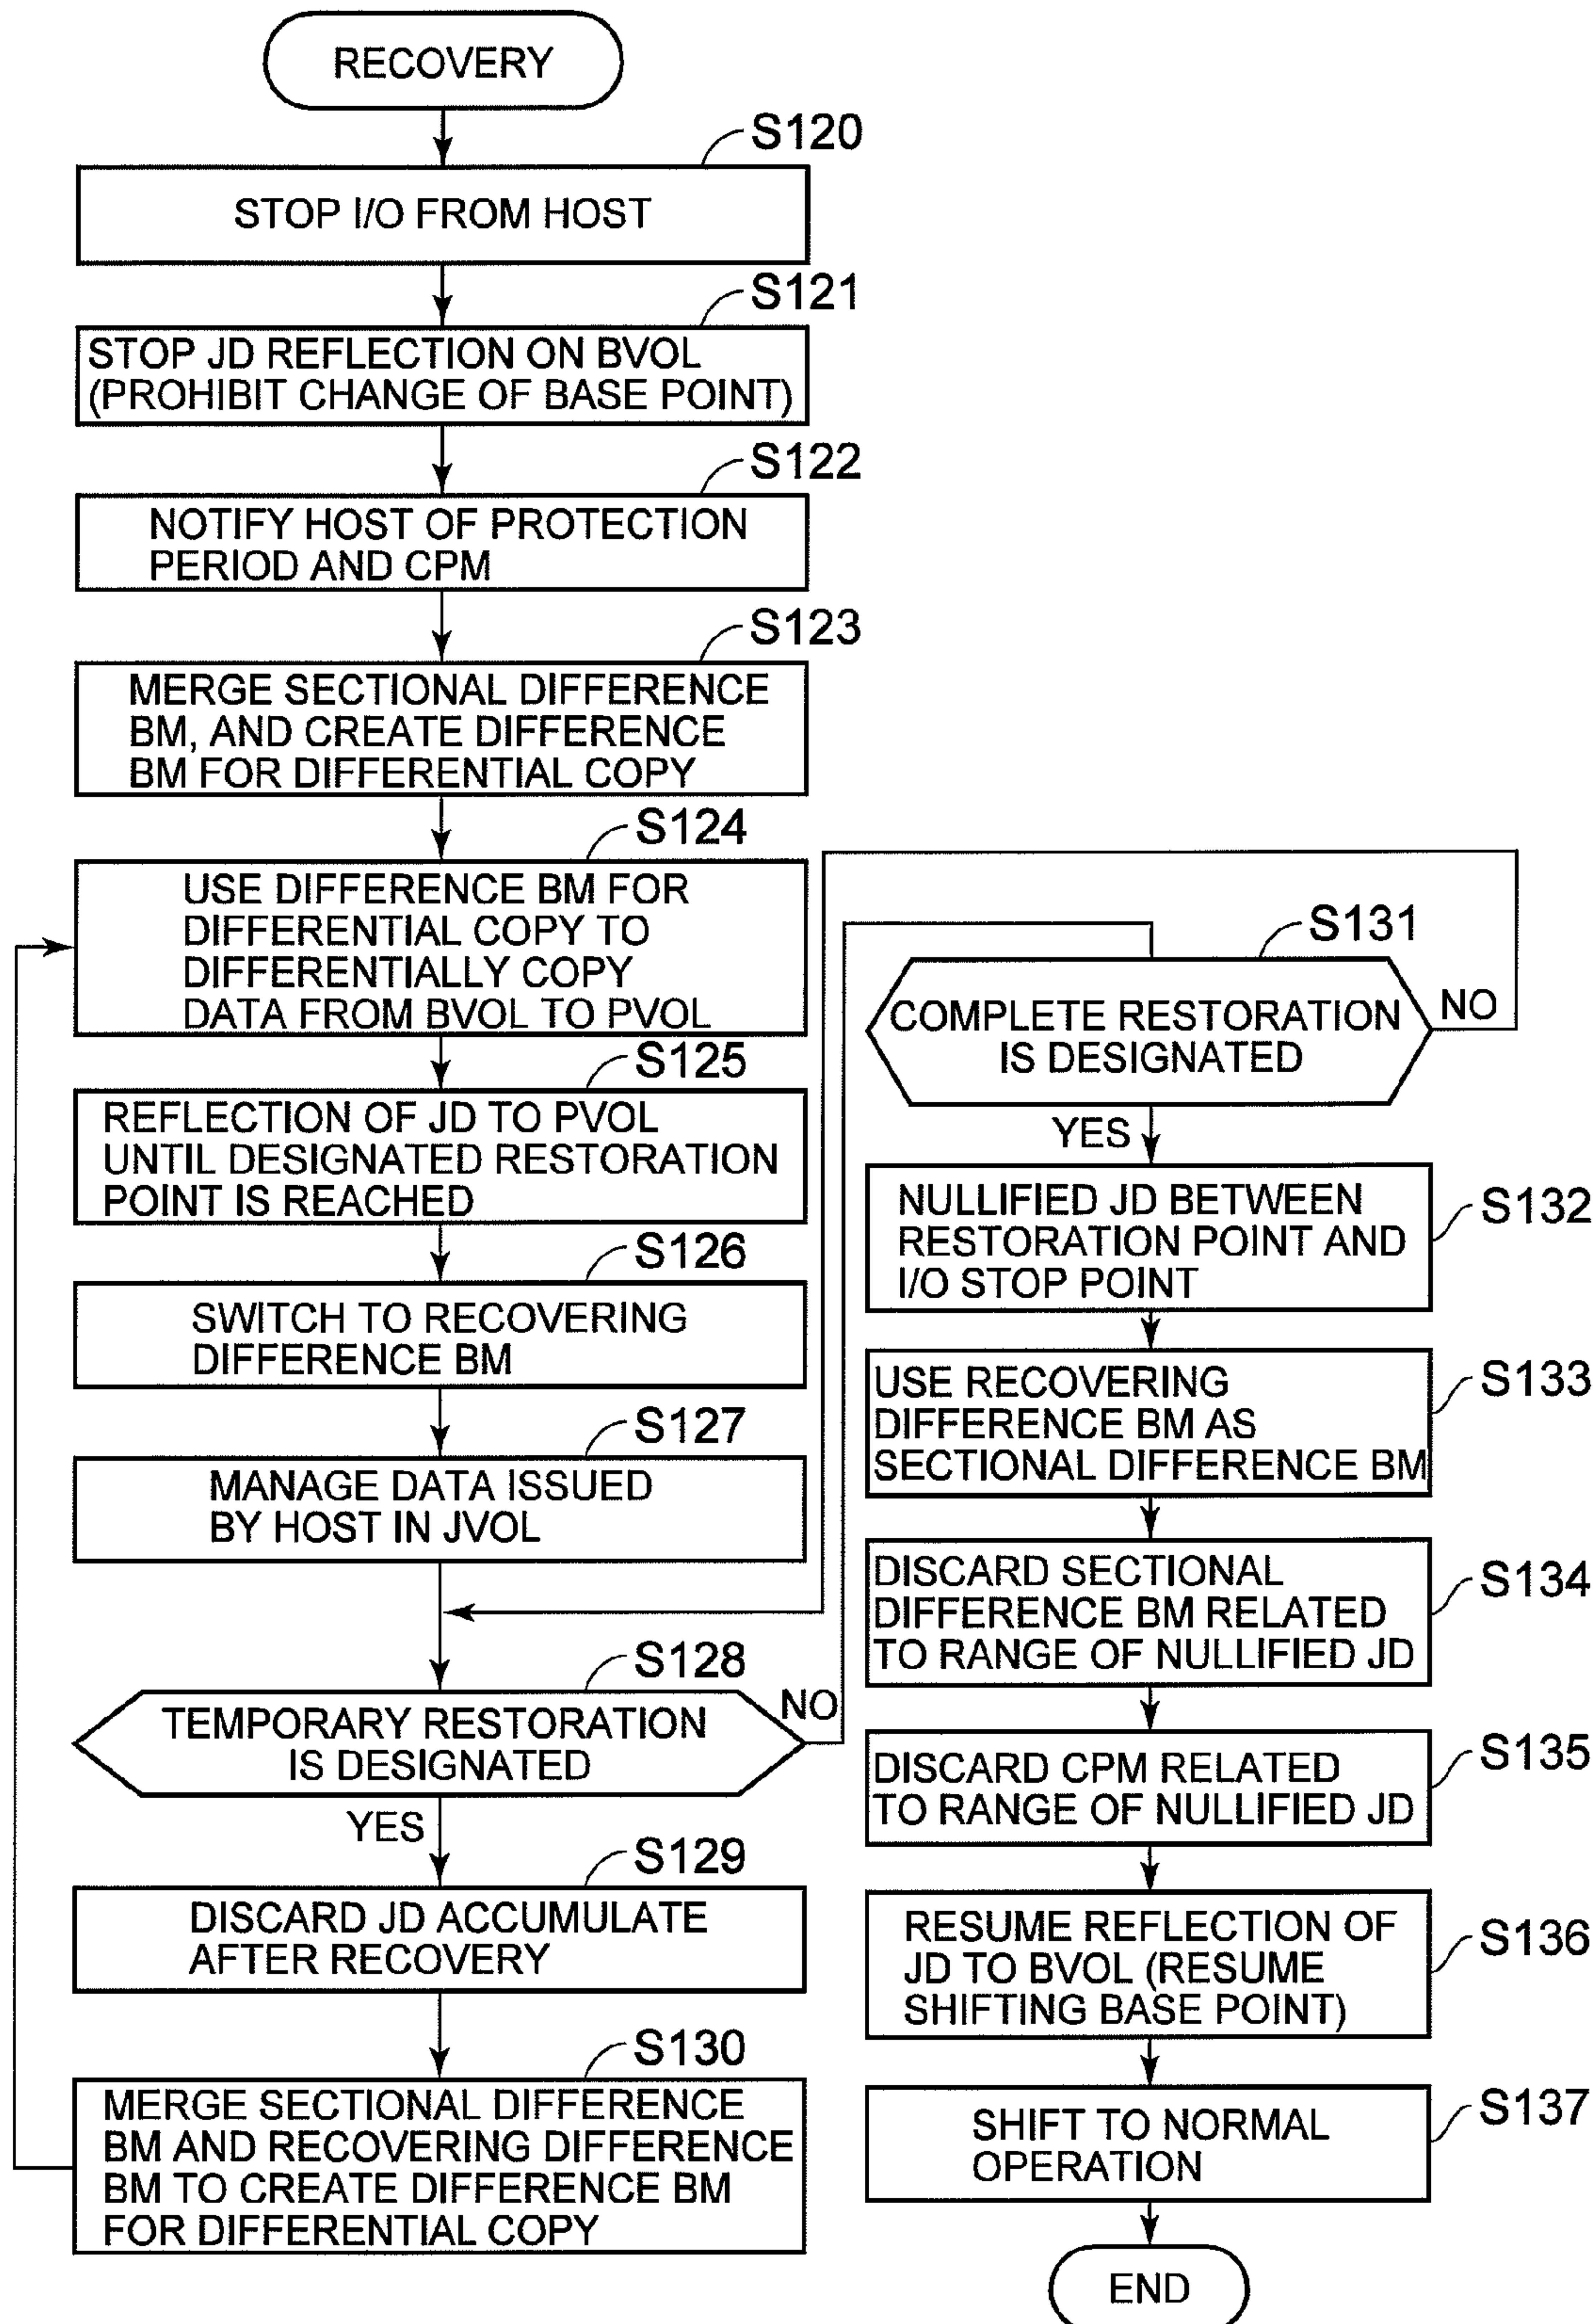 RECOVERY
S120
STOP I/O FROM HOST
S121
STOP JD REFLECTION ON BVOL
(PROHIBIT CHANGE OF BASE POINT)
S122
NOTIFY HOST OF PROTECTION
PERIOD AND CPM
S123
MERGE SECTIONAL DIFFERENCE
BM, AND CREATE DIFFERENCE
BM FOR DIFFERENTIAL COPY
S124
USE DIFFERENCE BM FOR
DIFFERENTIAL COPY TO
DIFFERENTIALLY COPY
DATA FROM BVOL TO PVOL
S125
REFLECTION OF JD TO PVOL
UNTIL DESIGNATED RESTORATION
POINT IS REACHED
S126
SWITCH TO RECOVERING
DIFFERENCE BM
S127
MANAGE DATA ISSUED
BY HOST IN JVOL
S128
TEMPORARY RESTORATION
IS DESIGNATED
NO
YES
S129
DISCARD JD ACCUMULATE
AFTER RECOVERY
S130
MERGE SECTIONAL DIFFERENCE
BM AND RECOVERING DIFFERENCE
BM TO CREATE DIFFERENCE BM
FOR DIFFERENTIAL COPY
S131
COMPLETE RESTORATION
IS DESIGNATED
NO
YES
S132
NULLIFIED JD BETWEEN
RESTORATION POINT AND
I/O STOP POINT
S133
USE RECOVERING
DIFFERENCE BM AS
SECTIONAL DIFFERENCE BM
S134
DISCARD SECTIONAL
DIFFERENCE BM RELATED
TO RANGE OF NULLIFIED JD
S135
DISCARD CPM RELATED
TO RANGE OF NULLIFIED JD
S136
RESUME REFLECTION OF
JD TO BVOL (RESUME
SHIFTING BASE POINT)
S137
SHIFT TO NORMAL
OPERATION
END